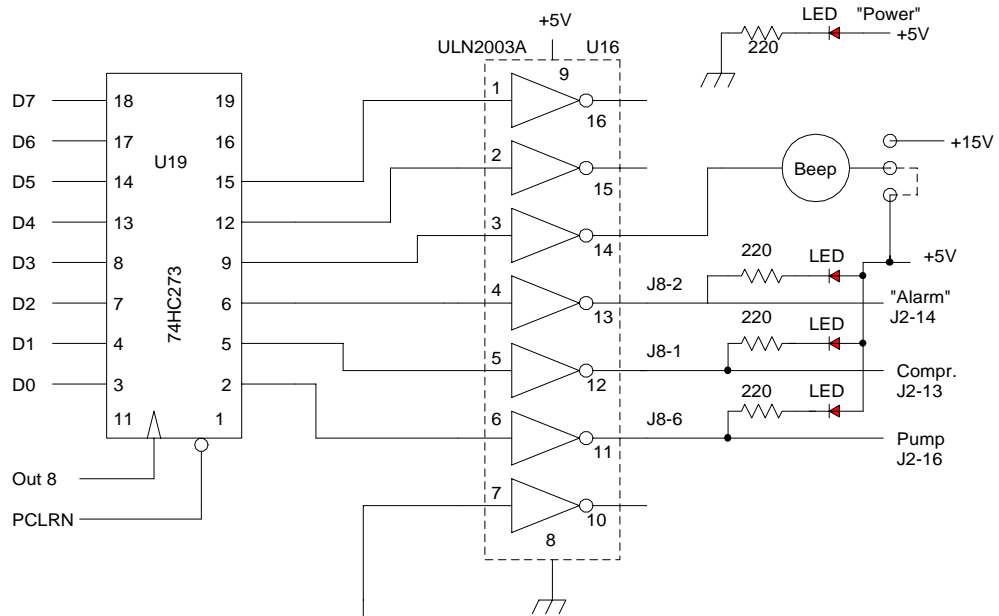 LED "Power"
+5V
+5V
220
ULN2003A U16
9
1
16
D7 18 19
D6 17 16
U19
2
15
+15V
Beep
D5 14 15
D4 13 12
3
14
D3 8 9
74HC273
220 LED
+5V
J8-2
D2 7 6
4
13
"Alarm"
J2-14
220 LED
D1 4 5
J8-1
5
12
Compr.
J2-13
D0 3 2
220 LED
11 1
J8-6
6
11
Pump
J2-16
Out 8
7
10
PCLRN
8